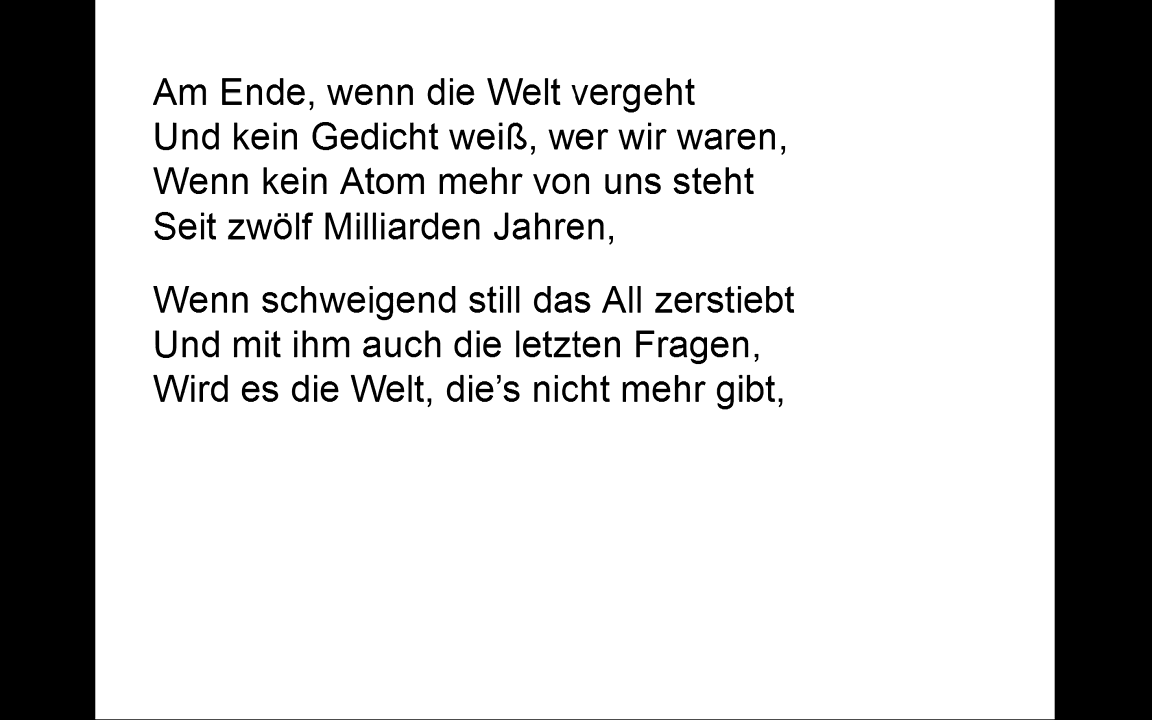 Am Ende, wenn die Welt vergeht
Und kein Gedicht weiß, wer wir waren,
Wenn kein Atom mehr von uns steht
Seit zwölf Milliarden Jahren,
Wenn schweigend still das All zerstiebt
Und mit ihm auch die letzten Fragen,
Wird es die Welt, die’s nicht mehr gibt,